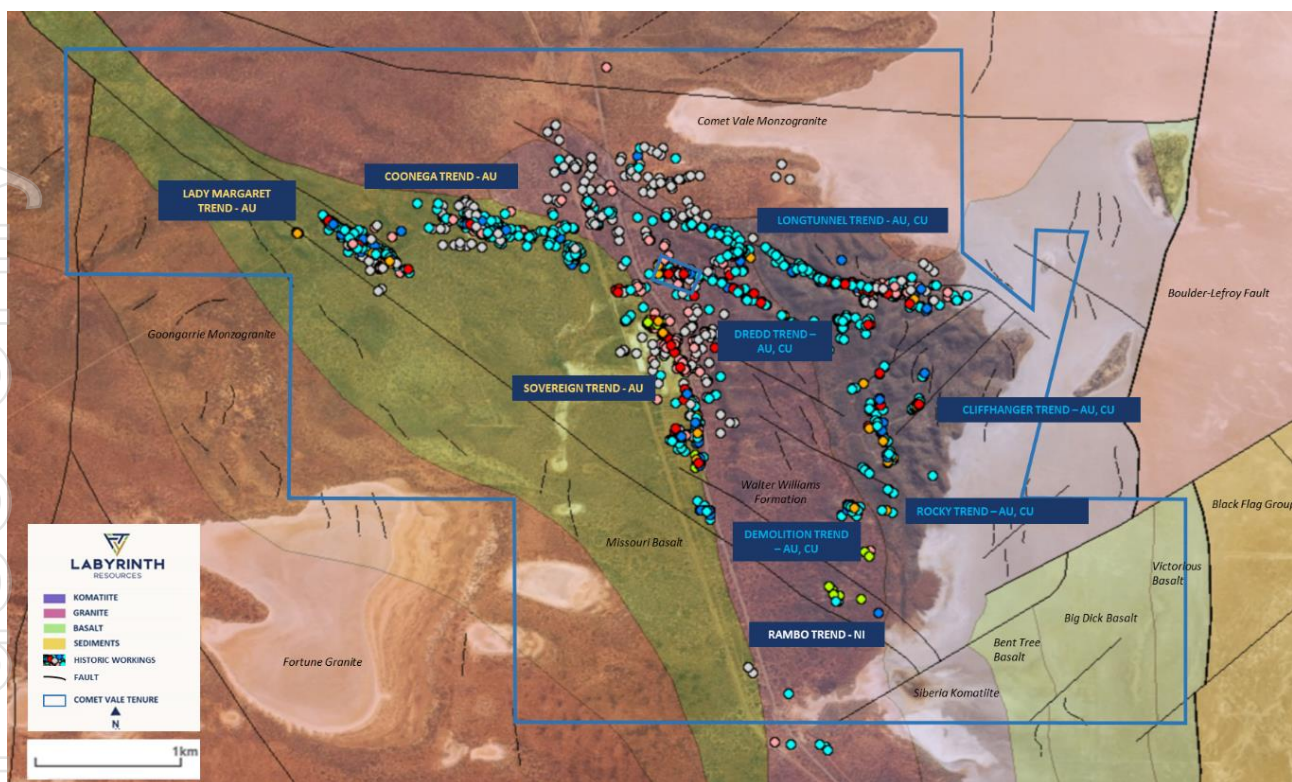 Comet Vale Monzogranite
COONEGA TREND - AU
LADY MARGARET
TREND - AU
LONGTUNNEL TREND - AU, CU
Boulder-Lefroy Fault
Goongarrie Monzogranite
DREDD TREND –
AU, CU
SOVEREIGN TREND - AU
CLIFFHANGER TREND – AU, CU
Walter Williams
Formation
Black Flag Group
ROCKY TREND – AU, CU
DEMOLITION TREND
– AU, CU
Missouri Basalt
Victorious
Basalt
Big Dick Basalt
RAMBO TREND - NI
Bent Tree
Basalt
Fortune Granite
Siberia Komatiite
LABYRINTH
RESOURCES
KOMATIITE
GRANITE
BASALT
SEDIMENTS
HISTORIC WORKINGS
FAULT
COMET VALE TENURE
N
1km